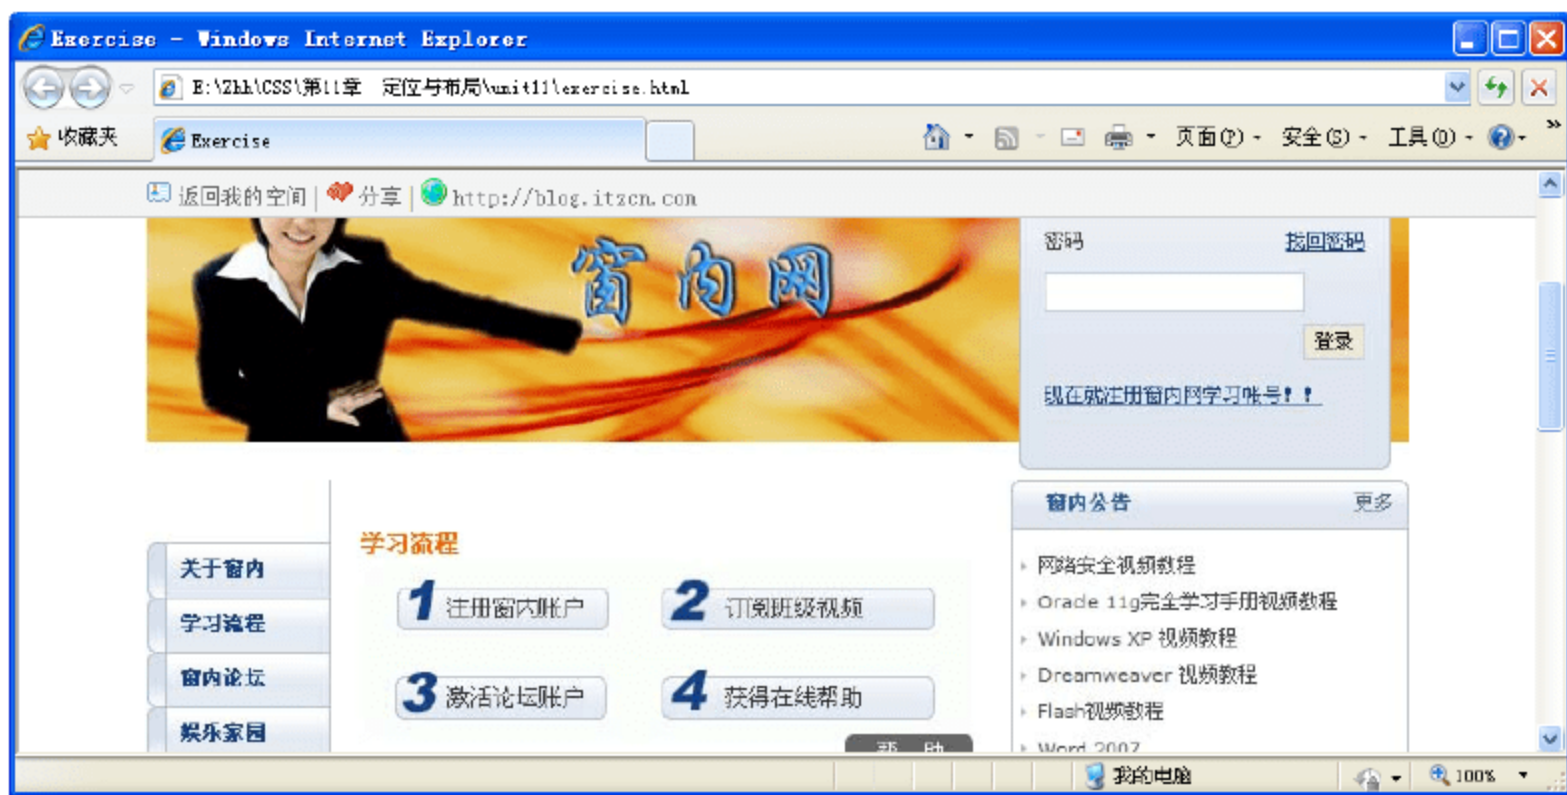 Exercise - Windows Internet Explorer
E:\Zhh\CSS\第11章 定位与布局\unit11\exercise.html
收藏夹 Exercise 页面(P) 安全(S) 工具(O) »
返回我的空间 | 分享 | http://blog.itzcn.com
窗内网
密码 找回密码
登录
现在就注册窗内网学习帐号！！
关于窗内
学习流程
窗内论坛
娱乐家园
学习流程
1 注册窗内账户
2 订阅班级视频
3 激活论坛账户
4 获得在线帮助
帮 助
窗内公告 更多
网络安全视频教程
Oracle 11g完全学习手册视频教程
Windows XP 视频教程
Dreamweaver 视频教程
Flash视频教程
Word 2007
我的电脑 100%